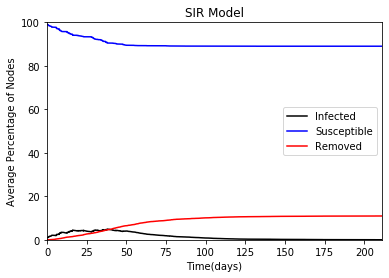 SIR Model
Average Percentage of Nodes
100
80
60
40
20
0
Infected
Susceptible
Removed
0 25 50 75 100 125 150 175 200
Time(days)